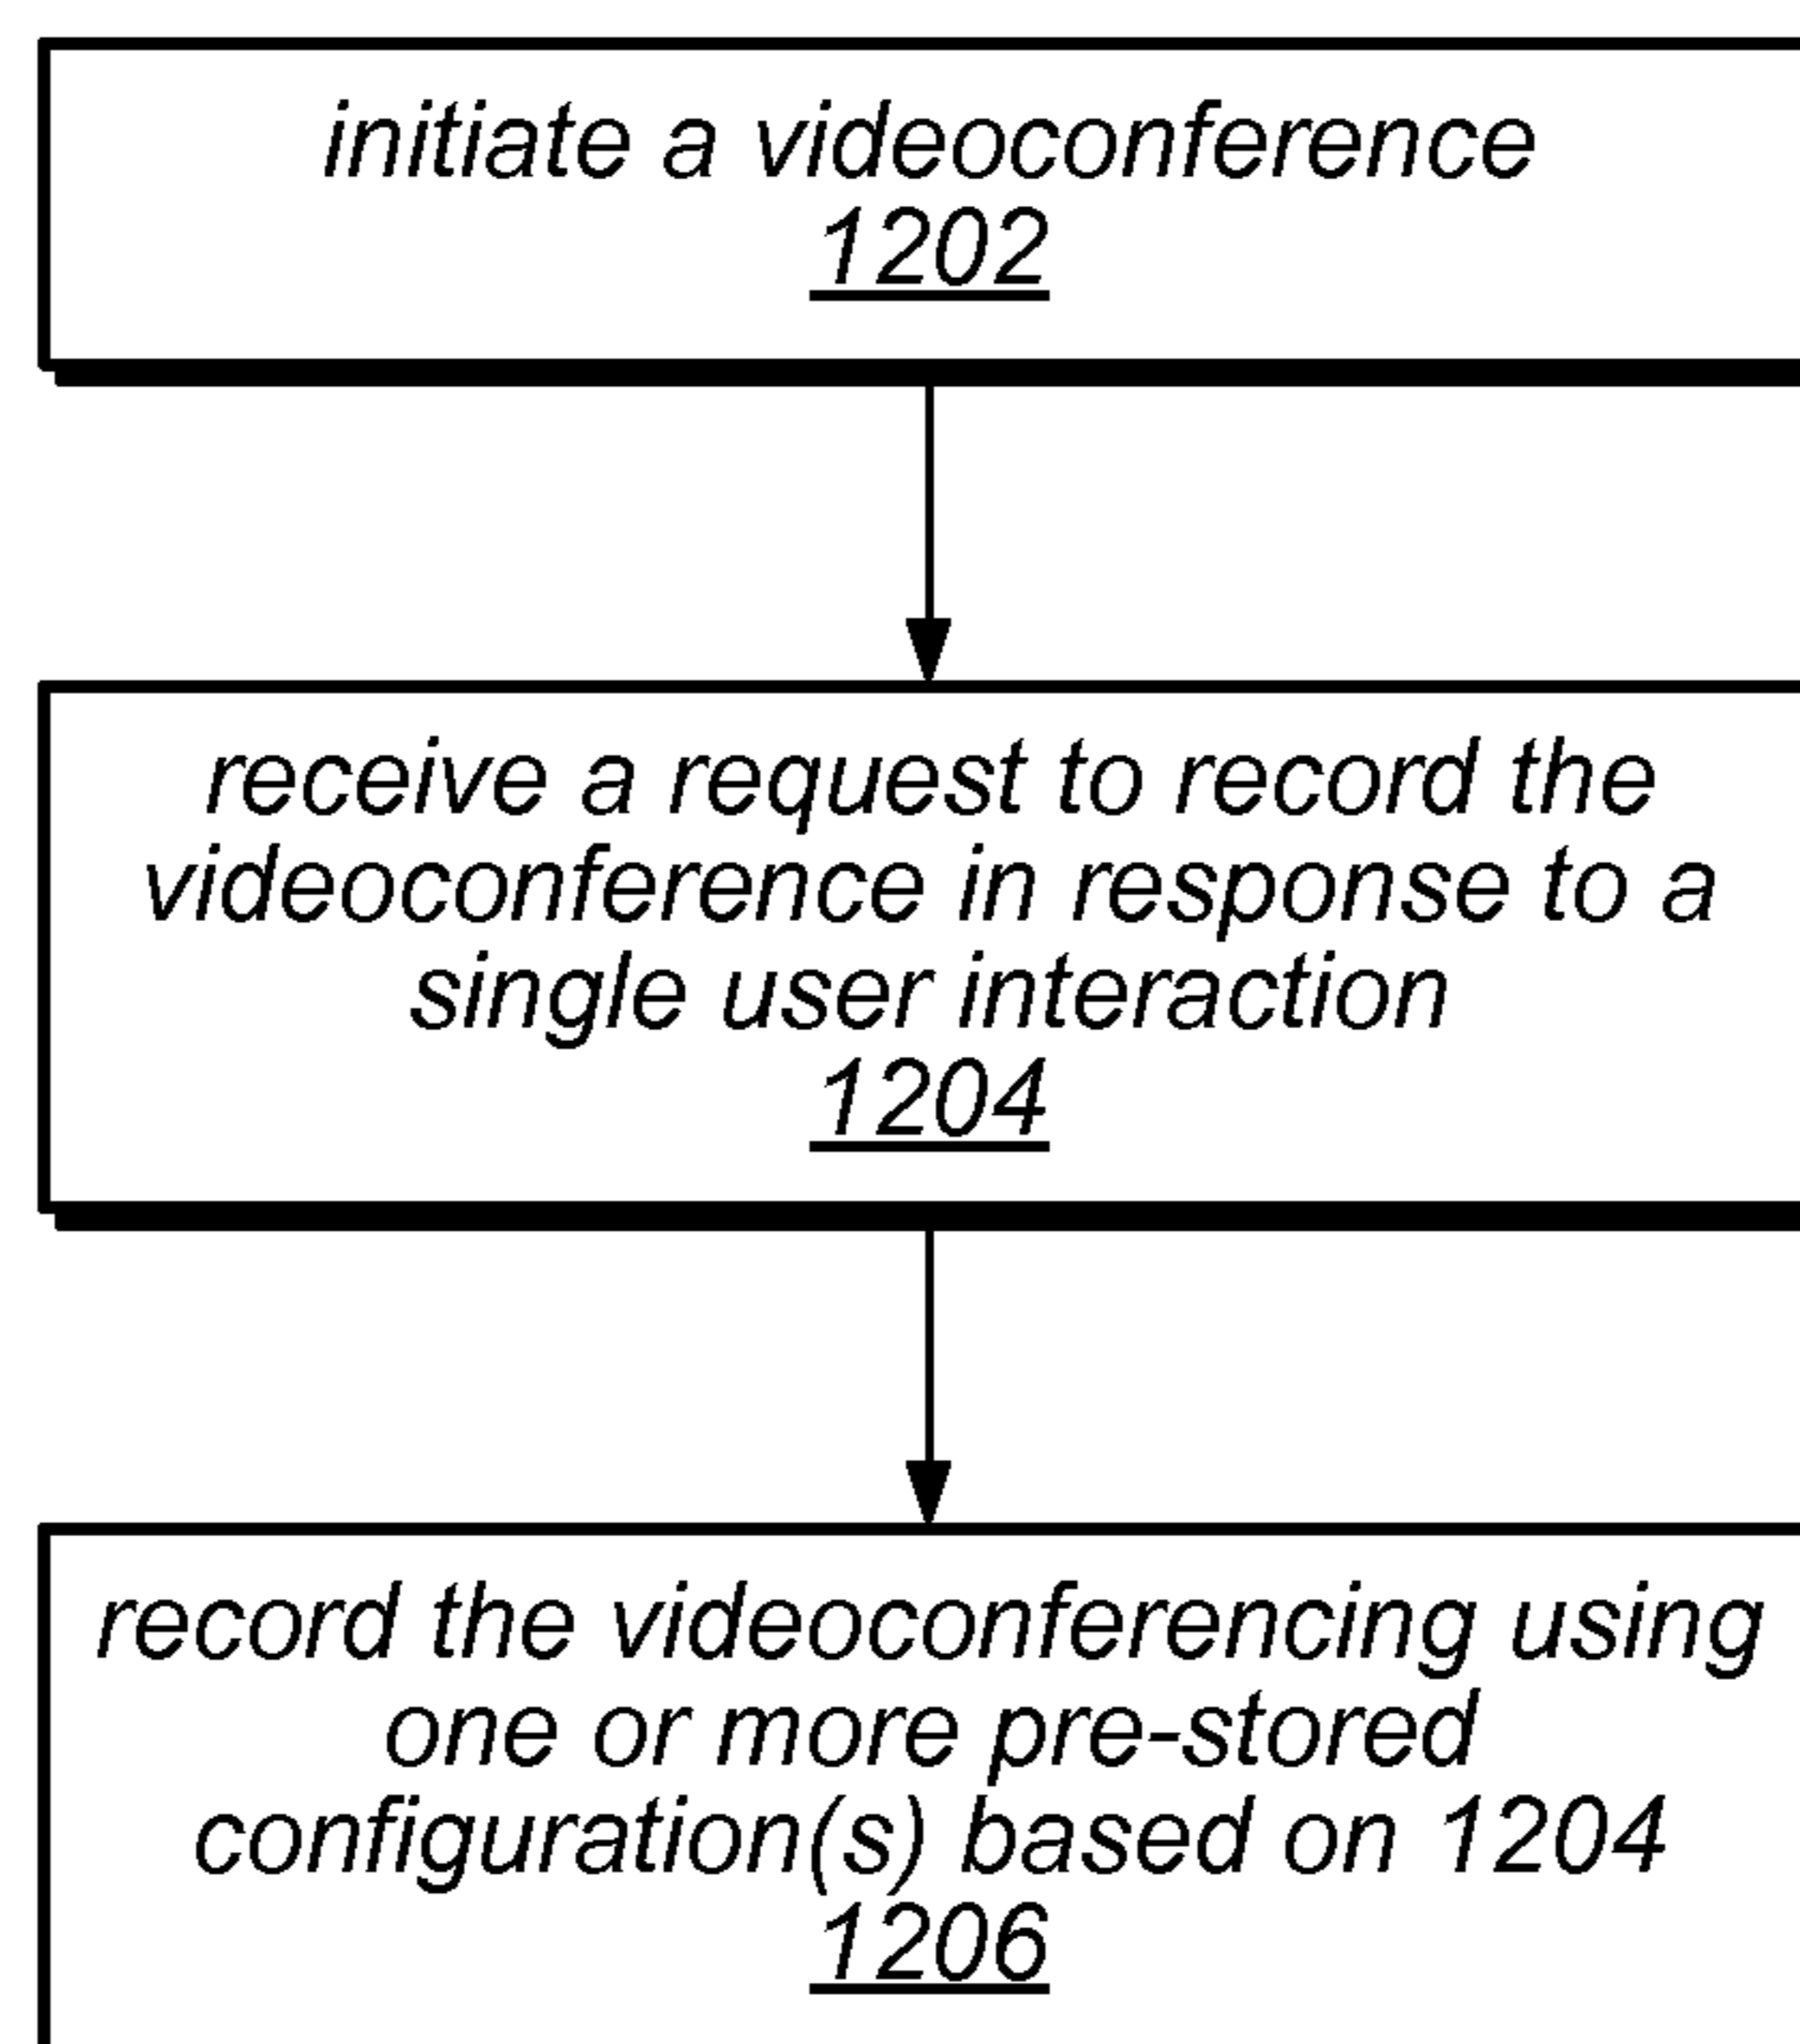 initiate a videoconference
1202
receive a request to record the
videoconference in response to a
single user interaction
1204
record the videoconferencing using
one or more pre-stored
configuration(s) based on 1204
1206